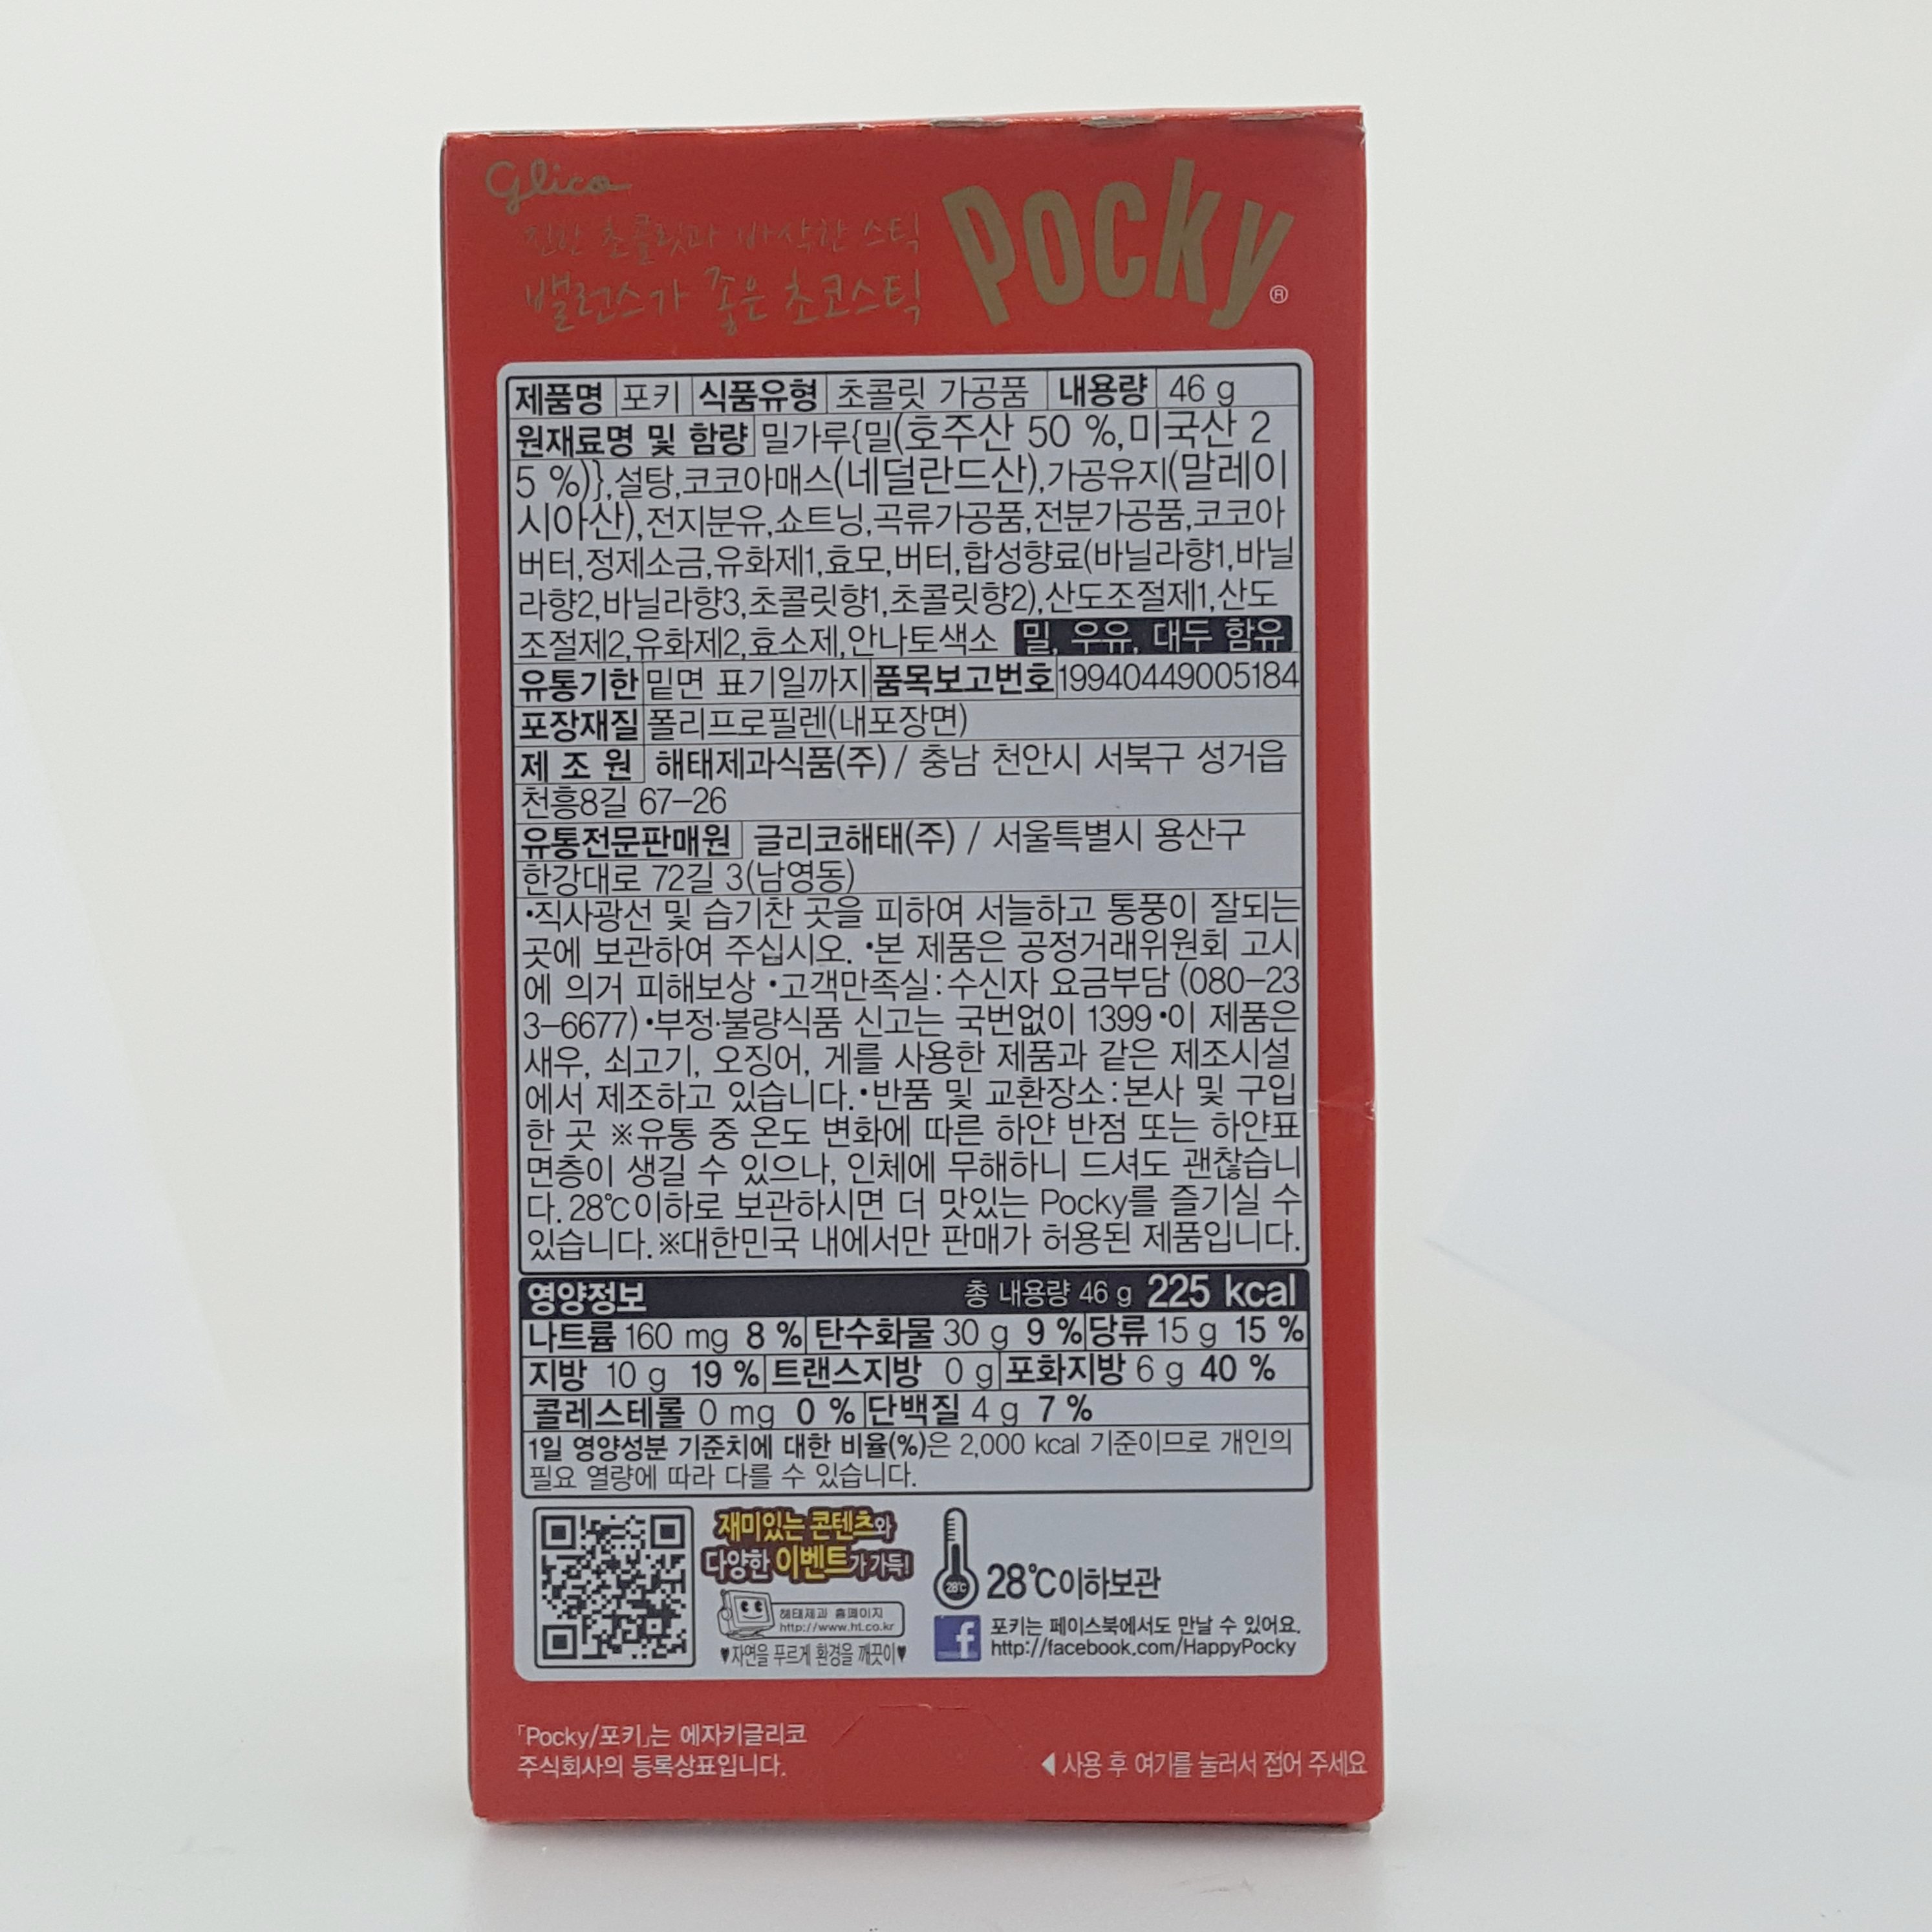 Glico
진한 초콜릿과 바삭한 스틱
밸런스가 좋은 초코스틱
Pocky®
제품명 포키 식품유형 초콜릿 가공품 내용량 46 g
원재료명 및 함량 밀가루{밀(호주산 50 %,미국산 2
5 %)},설탕,코코아매스(네덜란드산),가공유지(말레이
시아산),전지분유,쇼트닝,곡류가공품,전분가공품,코코아
버터,정제소금,유화제1,효모,버터,합성향료(바닐라향1,바닐
라향2,바닐라향3,초콜릿향1,초콜릿향2),산도조절제1,산도
조절제2,유화제2,효소제,안나토색소 밀, 우유, 대두 함유
유통기한 밑면 표기일까지 품목보고번호 19940449005184
포장재질 폴리프로필렌(내포장면)
제 조 원 해태제과식품(주) / 충남 천안시 서북구 성거읍
천흥8길 67-26
유통전문판매원 글리코해태(주) / 서울특별시 용산구
한강대로 72길 3(남영동)
•직사광선 및 습기찬 곳을 피하여 서늘하고 통풍이 잘되는
곳에 보관하여 주십시오. •본 제품은 공정거래위원회 고시
에 의거 피해보상 •고객만족실:수신자 요금부담 (080-23
3-6677) •부정·불량식품 신고는 국번없이 1399 •이 제품은
새우, 쇠고기, 오징어, 게를 사용한 제품과 같은 제조시설
에서 제조하고 있습니다.•반품 및 교환장소:본사 및 구입
한 곳 ※유통 중 온도 변화에 따른 하얀 반점 또는 하얀표
면층이 생길 수 있으나, 인체에 무해하니 드셔도 괜찮습니
다. 28℃이하로 보관하시면 더 맛있는 Pocky를 즐기실 수
있습니다. ※대한민국 내에서만 판매가 허용된 제품입니다.
영양정보 총 내용량 46 g 225 kcal
나트륨 160 mg 8 % 탄수화물 30 g 9 % 당류 15 g 15 %
지방 10 g 19 % 트랜스지방 0 g 포화지방 6 g 40 %
콜레스테롤 0 mg 0 % 단백질 4 g 7 %
1일 영양성분 기준치에 대한 비율(%)은 2,000 kcal 기준이므로 개인의
필요 열량에 따라 다를 수 있습니다.
재미있는 콘텐츠와
다양한 이벤트가 가득!
해태제과 홈페이지
http://www.ht.co.kr
♥자연을 푸르게 환경을 깨끗이♥
28℃
28℃이하보관
f
포키는 페이스북에서도 만날 수 있어요.
http://facebook.com/HappyPocky
「Pocky/포키」는 에자키글리코
주식회사의 등록상표입니다.
◀사용 후 여기를 눌러서 접어 주세요